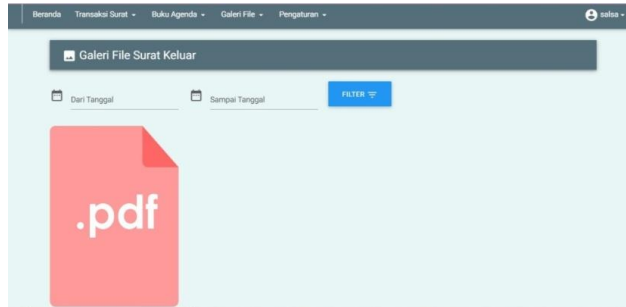 Beranda Transaksi Surat Buku Agenda Galeri File Pengaturan salsa
Galeri File Surat Keluar
Dari Tanggal Sampai Tanggal FILTER
.pdf